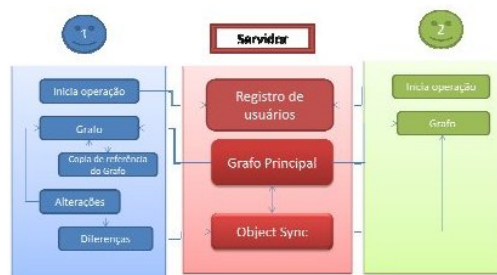 1
Servidor
2
Inicia operação
Registro de
usuários
Inicia operação
Grafo
Grafo
Copia de referência
do Grafo
Grafo Principal
Alterações
Diferenças
Object Sync